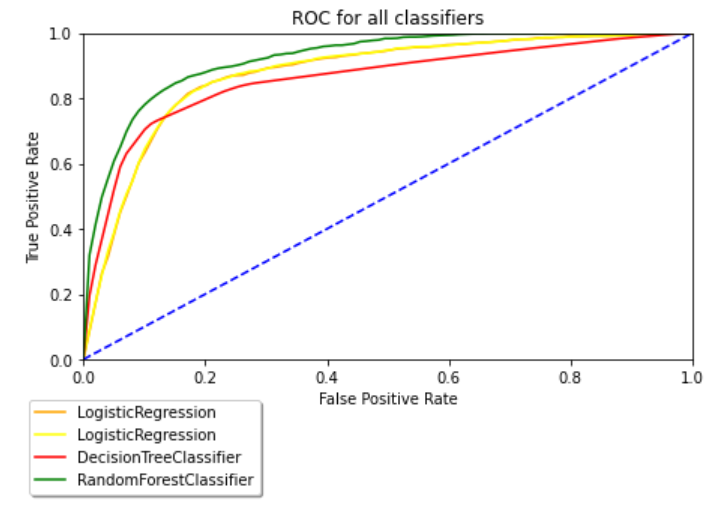 ROC for all classifiers
1.0
0.8
0.6
0.4
0.2
0.0
True Positive Rate
0.0 0.2 0.4 0.6 0.8 1.0
False Positive Rate
LogisticRegression
LogisticRegression
DecisionTreeClassifier
RandomForestClassifier